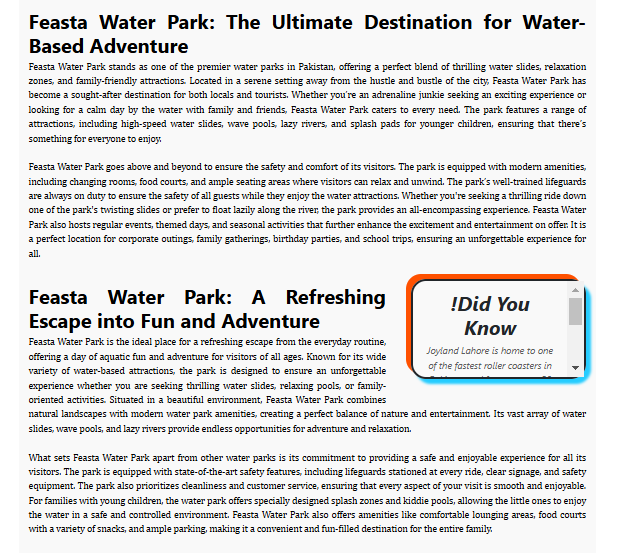 Feasta Water Park: The Ultimate Destination for Water-
Based Adventure
Feasta Water Park stands as one of the premier water parks in Pakistan, offering a perfect blend of thrilling water slides, relaxation
zones, and family-friendly attractions. Located in a serene setting away from the hustle and bustle of the city, Feasta Water Park has
become a sought-after destination for both locals and tourists. Whether you're an adrenaline junkie seeking an exciting experience or
looking for a calm day by the water with family and friends, Feasta Water Park caters to every need. The park features a range of
attractions, including high-speed water slides, wave pools, lazy rivers, and splash pads for younger children, ensuring that there's
something for everyone to enjoy.
Feasta Water Park goes above and beyond to ensure the safety and comfort of its visitors. The park is equipped with modern amenities,
including changing rooms, food courts, and ample seating areas where visitors can relax and unwind. The park's well-trained lifeguards
are always on duty to ensure the safety of all guests while they enjoy the water attractions. Whether you're seeking a thrilling ride down
one of the park's twisting slides or prefer to float lazily along the river, the park provides an all-encompassing experience. Feasta Water
Park also hosts regular events, themed days, and seasonal activities that further enhance the excitement and entertainment on offer. It is
a perfect location for corporate outings, family gatherings, birthday parties, and school trips, ensuring an unforgettable experience for
all.
Feasta Water Park: A Refreshing
Escape into Fun and Adventure
!Did You
Know
Joyland Lahore is home to one
of the fastest roller coasters in
Feasta Water Park is the ideal place for a refreshing escape from the everyday routine,
offering a day of aquatic fun and adventure for visitors of all ages. Known for its wide
variety of water-based attractions, the park is designed to ensure an unforgettable
experience whether you are seeking thrilling water slides, relaxing pools, or family-
oriented activities. Situated in a beautiful environment, Feasta Water Park combines
natural landscapes with modern water park amenities, creating a perfect balance of nature and entertainment. Its vast array of water
slides, wave pools, and lazy rivers provide endless opportunities for adventure and relaxation.
What sets Feasta Water Park apart from other water parks is its commitment to providing a safe and enjoyable experience for all its
visitors. The park is equipped with state-of-the-art safety features, including lifeguards stationed at every ride, clear signage, and safety
equipment. The park also prioritizes cleanliness and customer service, ensuring that every aspect of your visit is smooth and enjoyable.
For families with young children, the water park offers specially designed splash zones and kiddie pools, allowing the little ones to enjoy
the water in a safe and controlled environment. Feasta Water Park also offers amenities like comfortable lounging areas, food courts
with a variety of snacks, and ample parking, making it a convenient and fun-filled destination for the entire family.